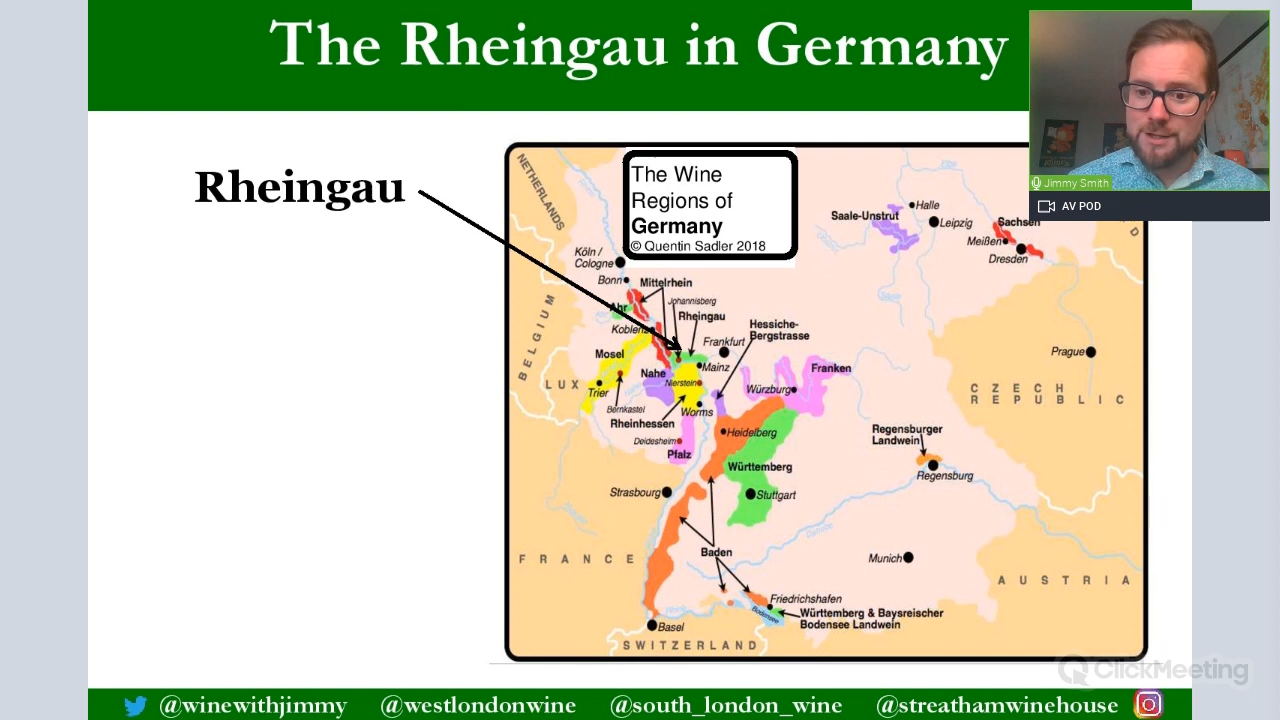 The Rheingau in Germany
Jimmy Smith
AV POD
Rheingau
The Wine
Regions of
Germany
© Quentin Sadler 2018
NETHERLANDS
Köln /
Cologne
Bonn
Mittelrhein
Johannisberg
Ahr
Rheingau
Koblenz
Hessiche-
Bergstrasse
Frankfurt
Mosel
Mainz
Nahe
Nierstein
Franken
Würzburg
BELGIUM
LUX
Trier
Bernkastel
Worms
Rheinhessen
Heidelberg
Deidesheim
Pfalz
Württemberg
Strasbourg
Stuttgart
Saale-Unstrut
Halle
Leipzig
Sachsen
Meißen
Dresden
D
Prague
CZECH
REPUBLIC
Regensburger
Landwein
Regensburg
Danube
FRANCE
Baden
Munich
AUSTRIA
Friedrichshafen
Bodensee
Württemberg & Baysreischer
Bodensee Landwein
Basel
SWITZERLAND
ClickMeeting
@winewithjimmy @westlondonwine @south_london_wine @streathamwinehouse